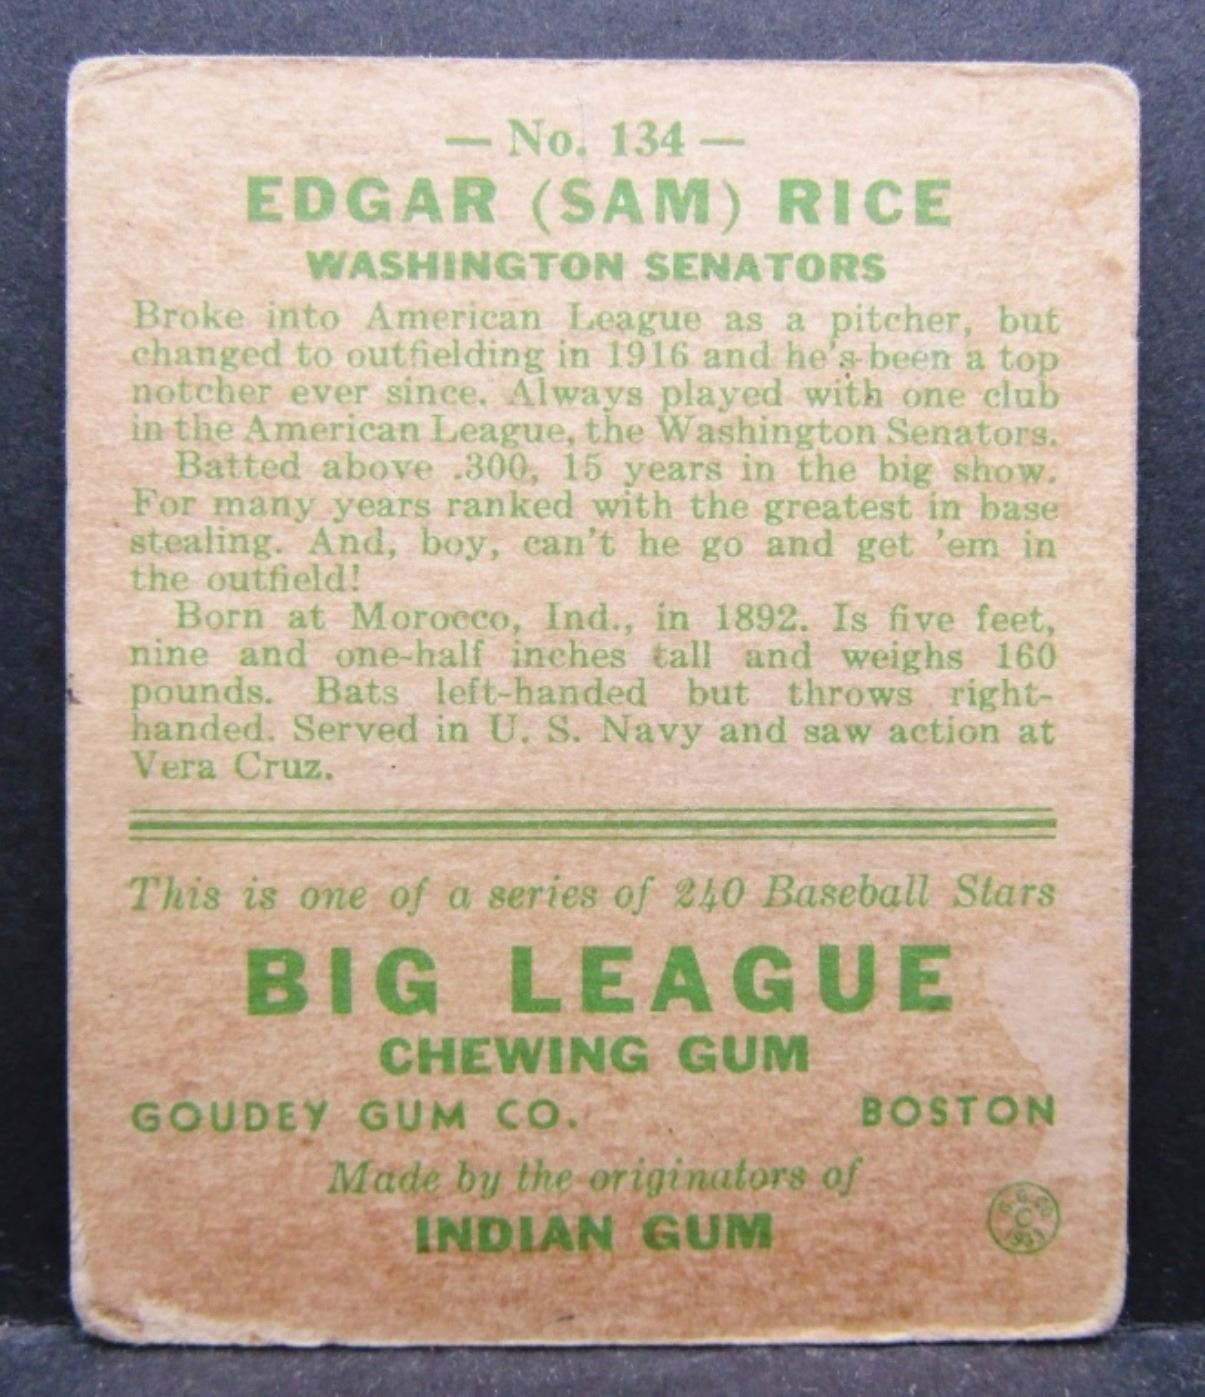 — No. 134 —
EDGAR (SAM) RICE
WASHINGTON SENATORS
Broke into American League as a pitcher, but
changed to outfielding in 1916 and he's been a top
notcher ever since. Always played with one club
in the American League, the Washington Senators.
Batted above .300, 15 years in the big show.
For many years ranked with the greatest in base
stealing. And, boy, can't he go and get 'em in
the outfield!
Born at Morocco, Ind., in 1892. Is five feet,
nine and one-half inches tall and weighs 160
pounds. Bats left-handed but throws right-
handed. Served in U. S. Navy and saw action at
Vera Cruz.
This is one of a series of 240 Baseball Stars
BIG LEAGUE
CHEWING GUM
GOUDEY GUM CO. BOSTON
Made by the originators of
INDIAN GUM
G. G. CO.
C
1933